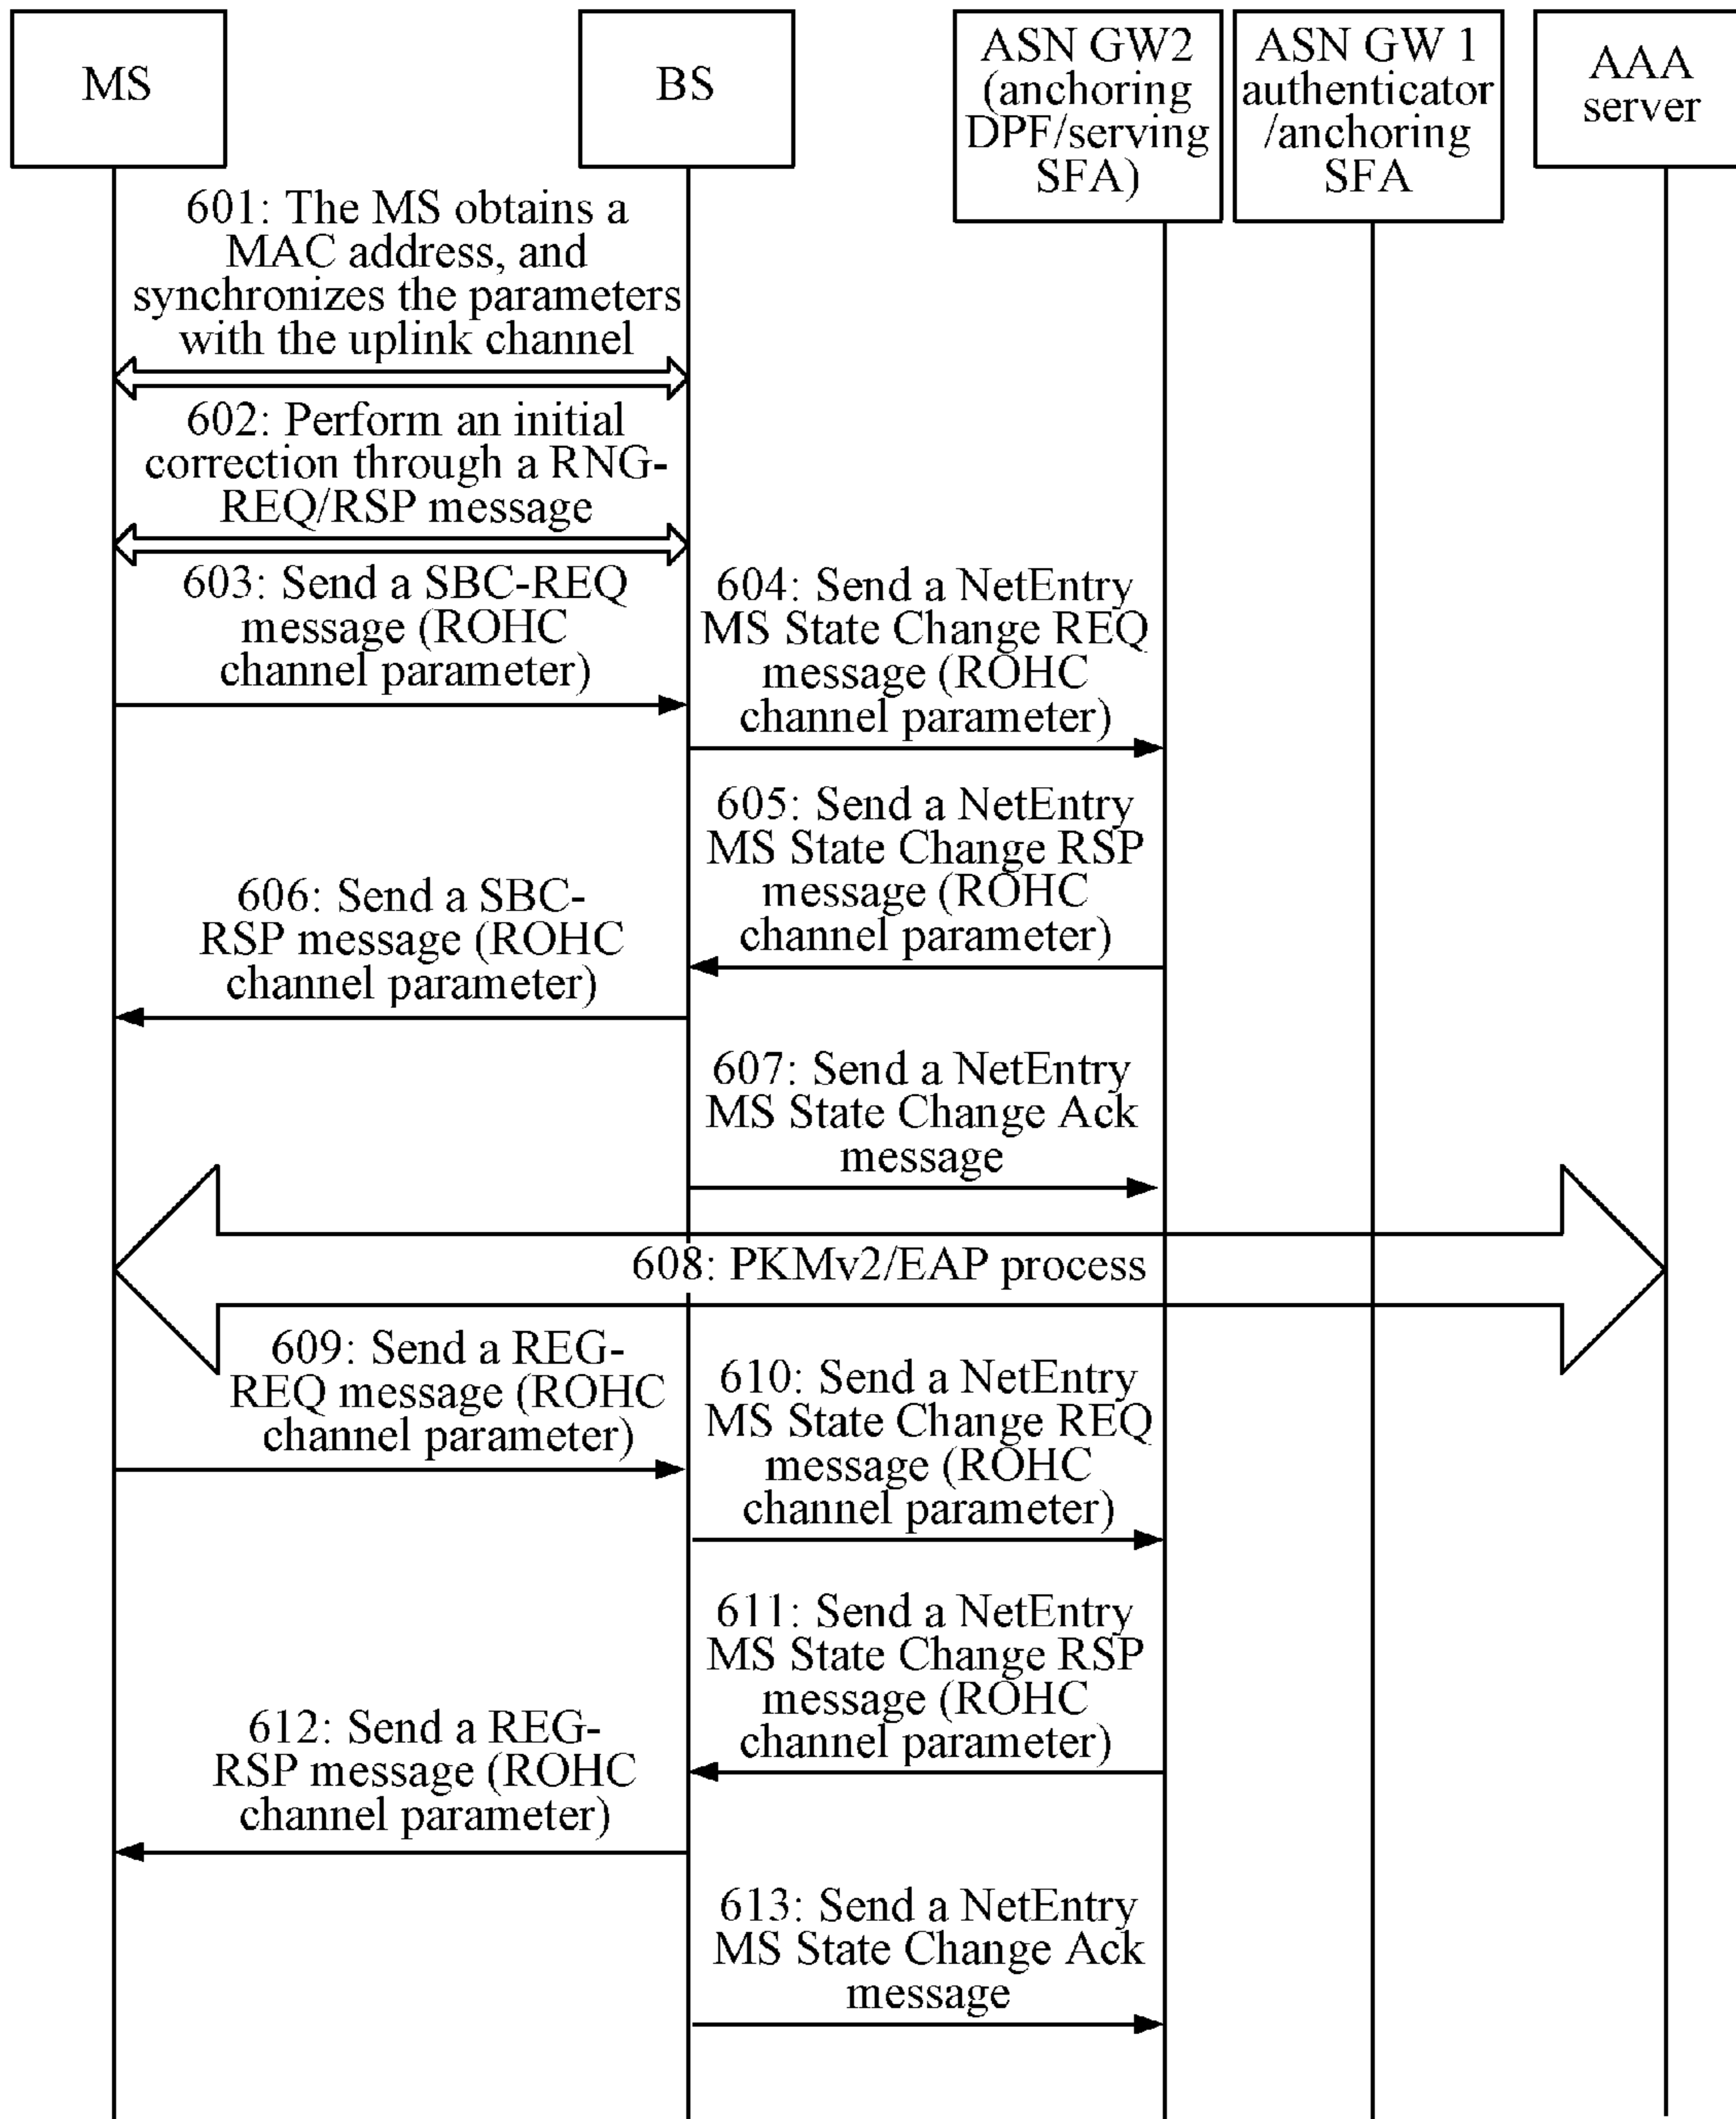 MS
BS
ASN GW2
(anchoring
DPF/serving
SFA)
ASN GW 1
authenticator
/anchoring
SFA
AAA
server
601: The MS obtains a
MAC address, and
synchronizes the parameters
with the uplink channel
602: Perform an initial
correction through a RNG-
REQ/RSP message
603: Send a SBC-REQ
message (ROHC
channel parameter)
604: Send a NetEntry
MS State Change REQ
message (ROHC
channel parameter)
605: Send a NetEntry
MS State Change RSP
message (ROHC
channel parameter)
606: Send a SBC-
RSP message (ROHC
channel parameter)
607: Send a NetEntry
MS State Change Ack
message
608: PKMv2/EAP process
609: Send a REG-
REQ message (ROHC
channel parameter)
610: Send a NetEntry
MS State Change REQ
message (ROHC
channel parameter)
611: Send a NetEntry
MS State Change RSP
message (ROHC
channel parameter)
612: Send a REG-
RSP message (ROHC
channel parameter)
613: Send a NetEntry
MS State Change Ack
message